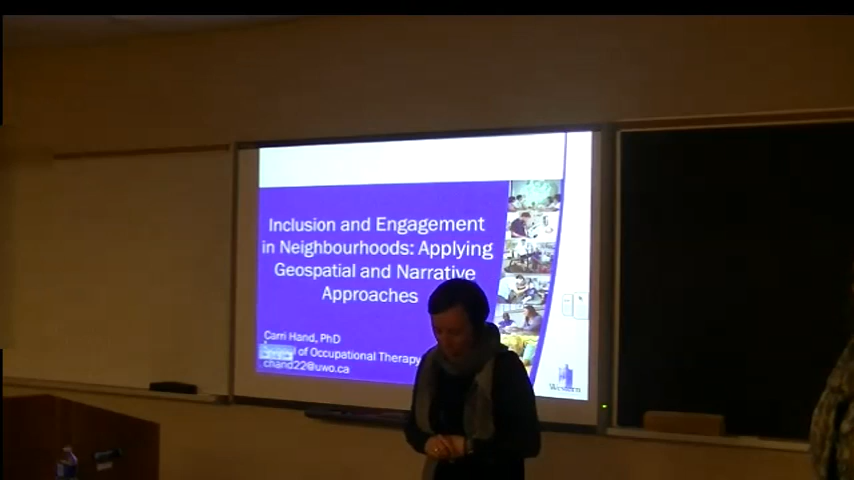 Inclusion and Engagement
in Neighbourhoods: Applying
Geospatial and Narrative
Approaches
Carri Hand, PhD
of Occupational Therapy
chand22@uwo.ca
Western